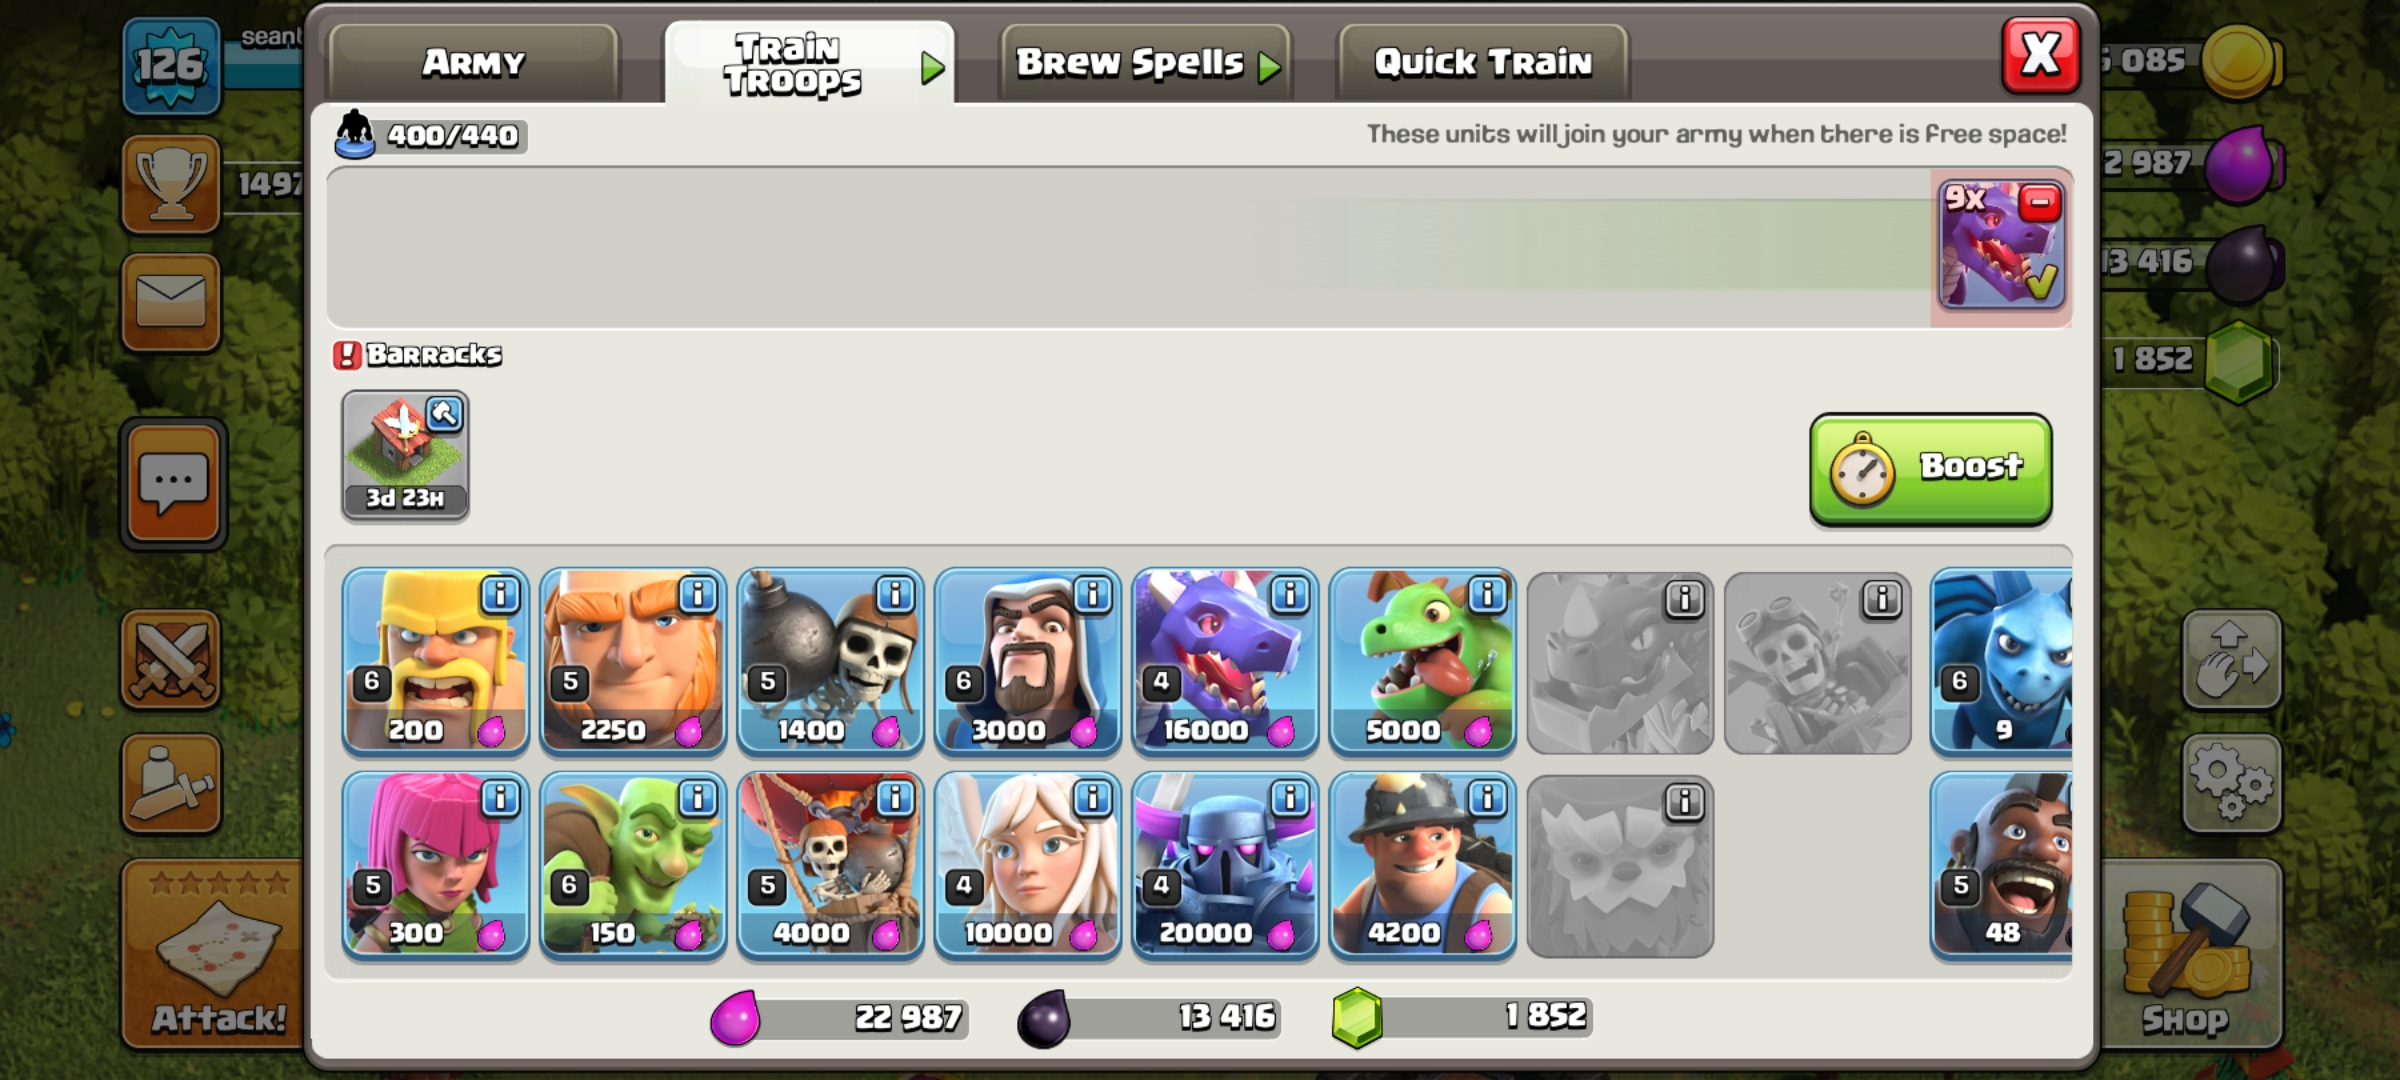 126
Army
Train
Troops
Brew Spells
Quick Train
X
400/440
These units will join your army when there is free space!
1497
9x
Barracks
3d 23H
Boost
6
200
5
2250
5
1400
6
3000
4
16000
5000
6
9
5
300
6
150
5
4000
4
10000
4
20000
4200
5
48
22 987
13 416
1 852
Attack!
085
2 987
13 416
1 852
Shop